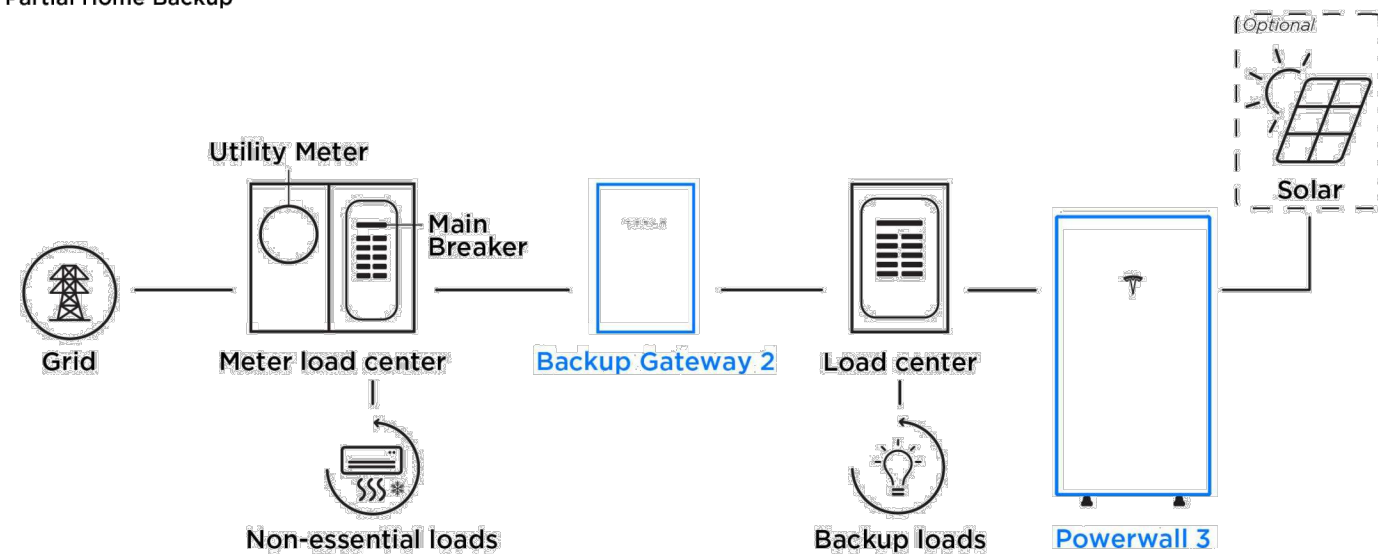 Partial Home Backup
Optional
Solar
Utility Meter
Main
Breaker
Grid
Meter load center
Backup Gateway 2
Load center
Non-essential loads
Backup loads
Powerwall 3